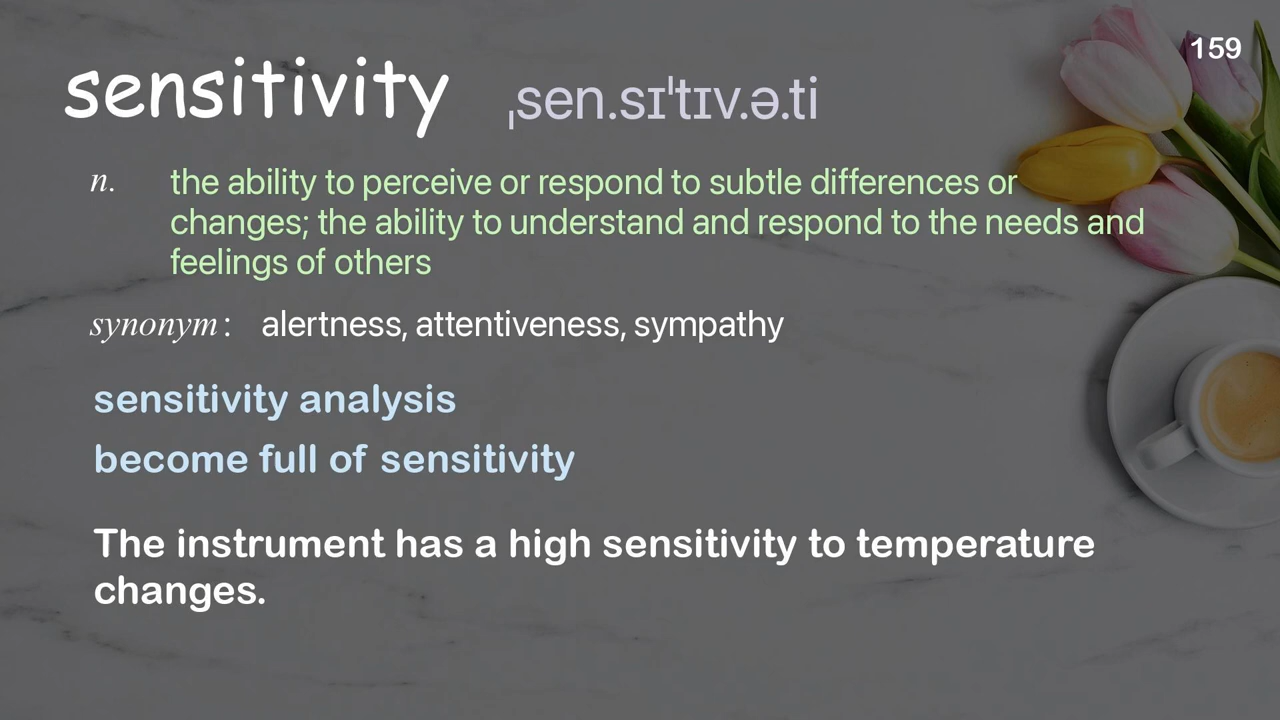 159
sensitivity ˌsen.sɪˈtɪv.ə.ti
n. the ability to perceive or respond to subtle differences or
changes; the ability to understand and respond to the needs and
feelings of others
synonym : alertness, attentiveness, sympathy
sensitivity analysis
become full of sensitivity
The instrument has a high sensitivity to temperature
changes.